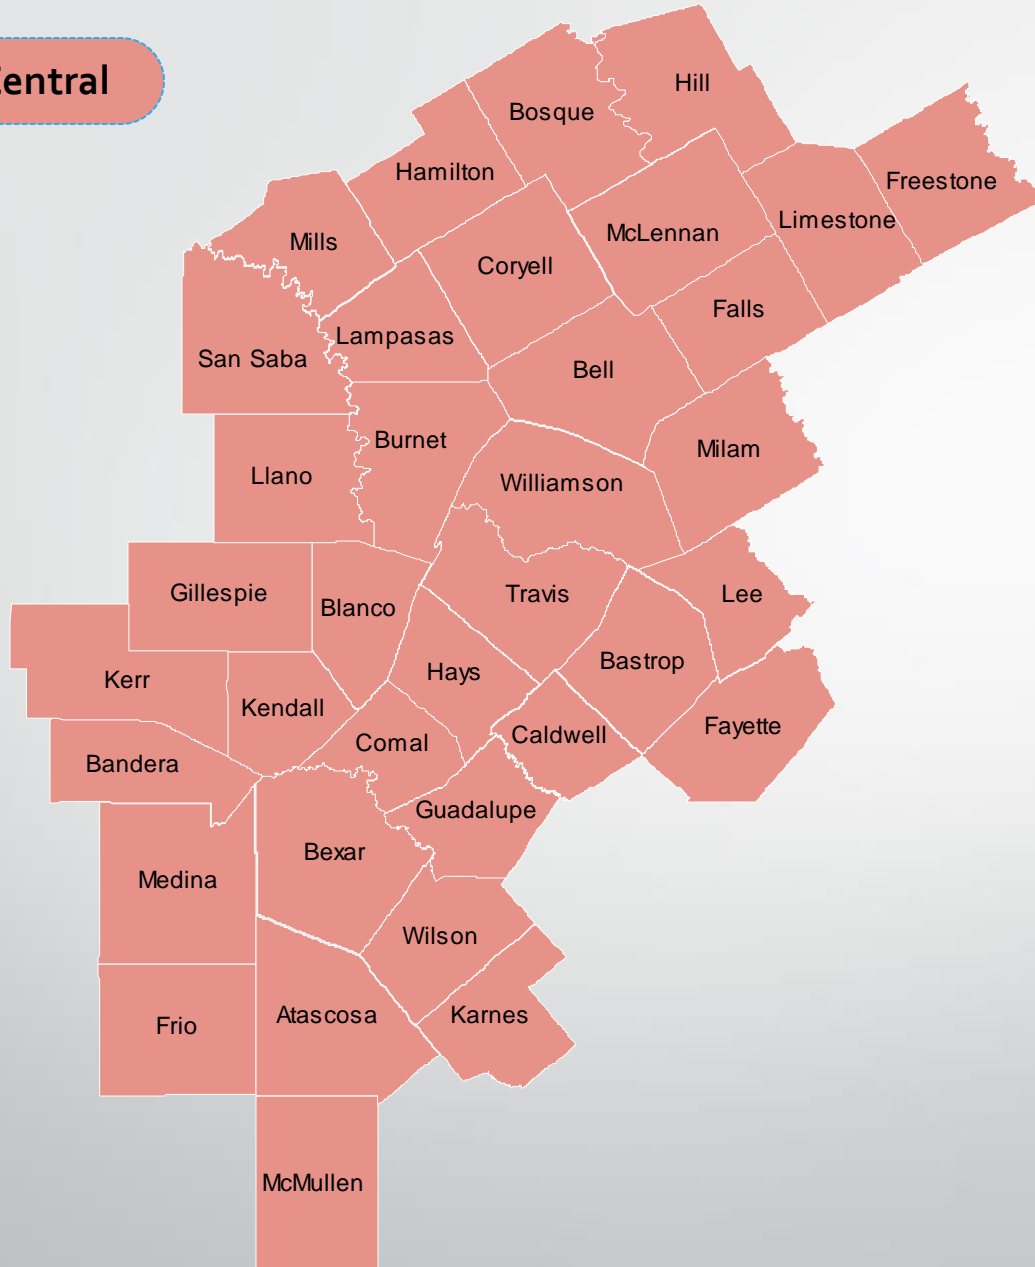 entral
Hill
Bosque
Hamilton
Freestone
Limestone
McLennan
Mills
Coryell
Falls
Lampasas
San Saba
Bell
Burnet
Milam
Llano
Williamson
Gillespie
Blanco
Travis
Lee
Bastrop
Hays
Kerr
Kendall
Fayette
Caldwell
Comal
Bandera
Guadalupe
Bexar
Medina
Wilson
Atascosa
Karnes
Frio
McMullen